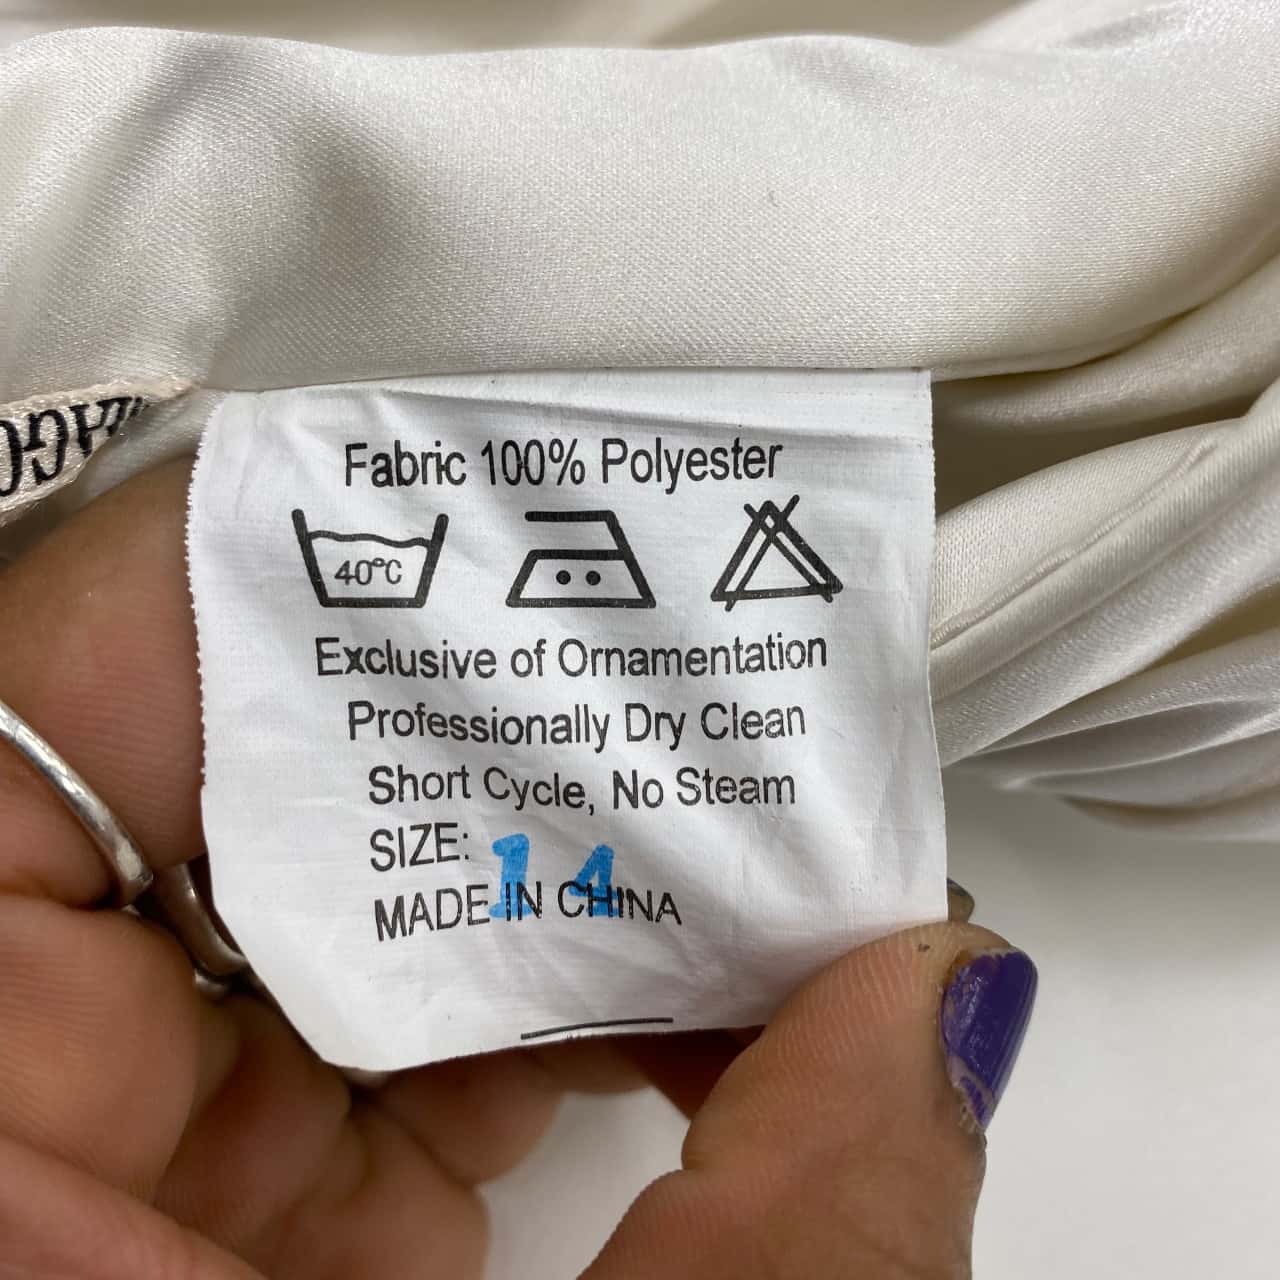 Fabric 100% Polyester
40°C
Exclusive of Ornamentation
Professionally Dry Clean
Short Cycle, No Steam
SIZE: 14
MADE IN CHINA